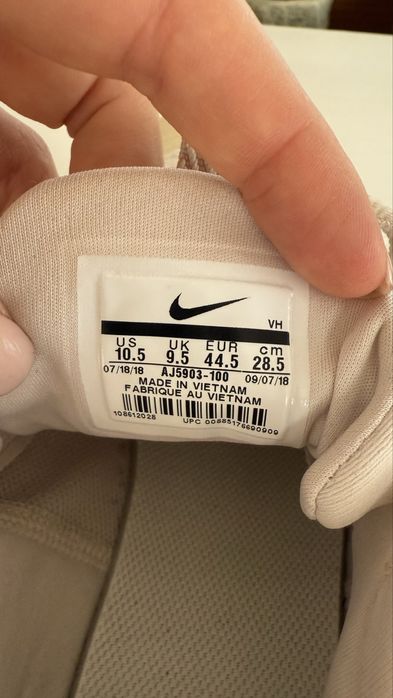 VH
US UK EUR cm
10.5 9.5 44.5 28.5
07/18/18 AJ5903-100 09/07/18
MADE IN VIETNAM
FABRIQUE AU VIETNAM
108612028 UPC 00885176690909